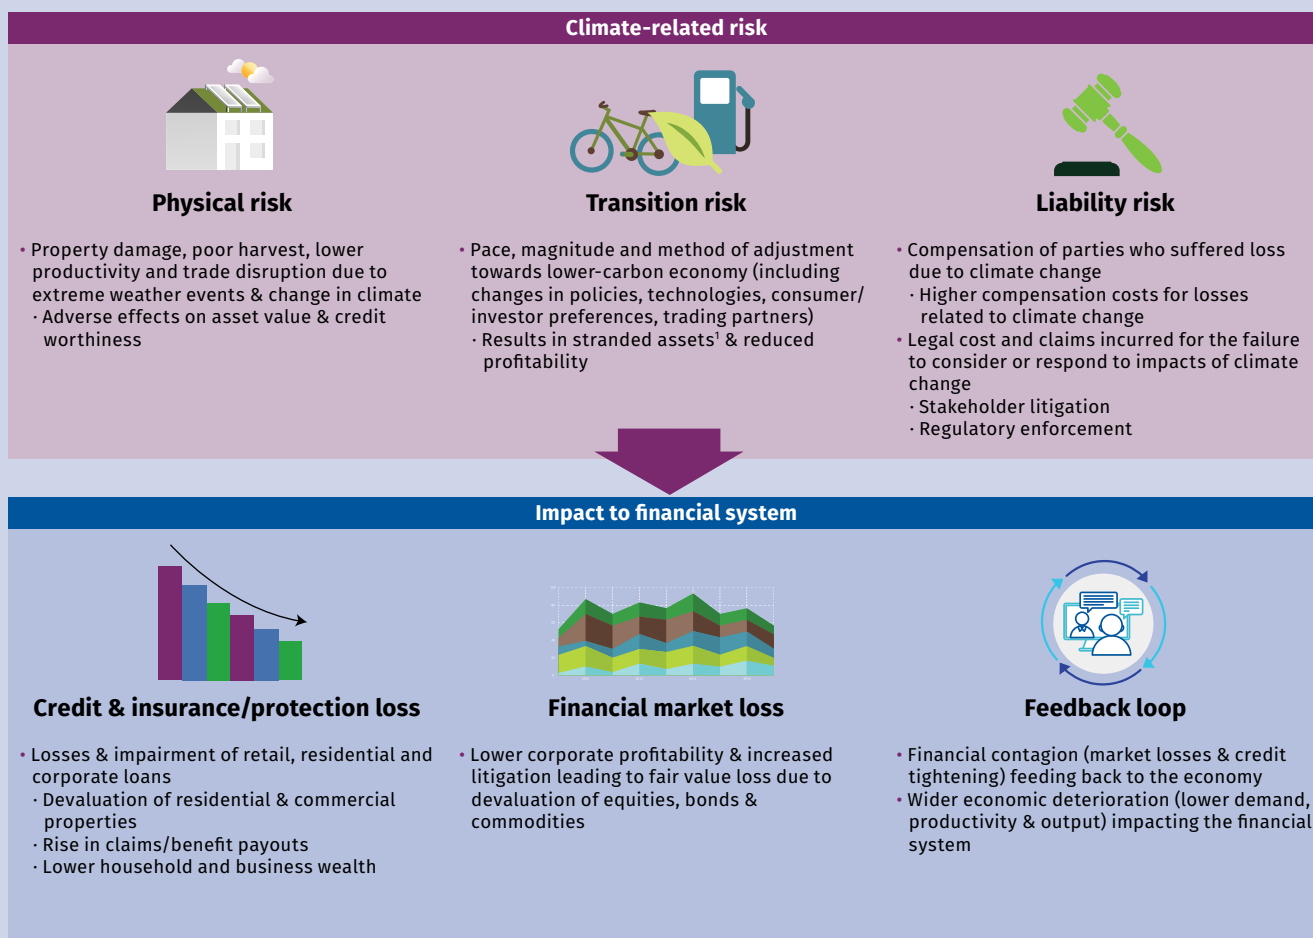 Climate-related risk
Physical risk
• Property damage, poor harvest, lower
productivity and trade disruption due to
extreme weather events & change in climate
· Adverse effects on asset value & credit
worthiness
Transition risk
• Pace, magnitude and method of adjustment
towards lower-carbon economy (including
changes in policies, technologies, consumer/
investor preferences, trading partners)
· Results in stranded assets¹ & reduced
profitability
Liability risk
• Compensation of parties who suffered loss
due to climate change
· Higher compensation costs for losses
related to climate change
• Legal cost and claims incurred for the failure
to consider or respond to impacts of climate
change
· Stakeholder litigation
· Regulatory enforcement
Impact to financial system
Credit & insurance/protection loss
• Losses & impairment of retail, residential and
corporate loans
· Devaluation of residential & commercial
properties
· Rise in claims/benefit payouts
· Lower household and business wealth
Financial market loss
• Lower corporate profitability & increased
litigation leading to fair value loss due to
devaluation of equities, bonds &
commodities
Feedback loop
• Financial contagion (market losses & credit
tightening) feeding back to the economy
• Wider economic deterioration (lower demand,
productivity & output) impacting the financial
system